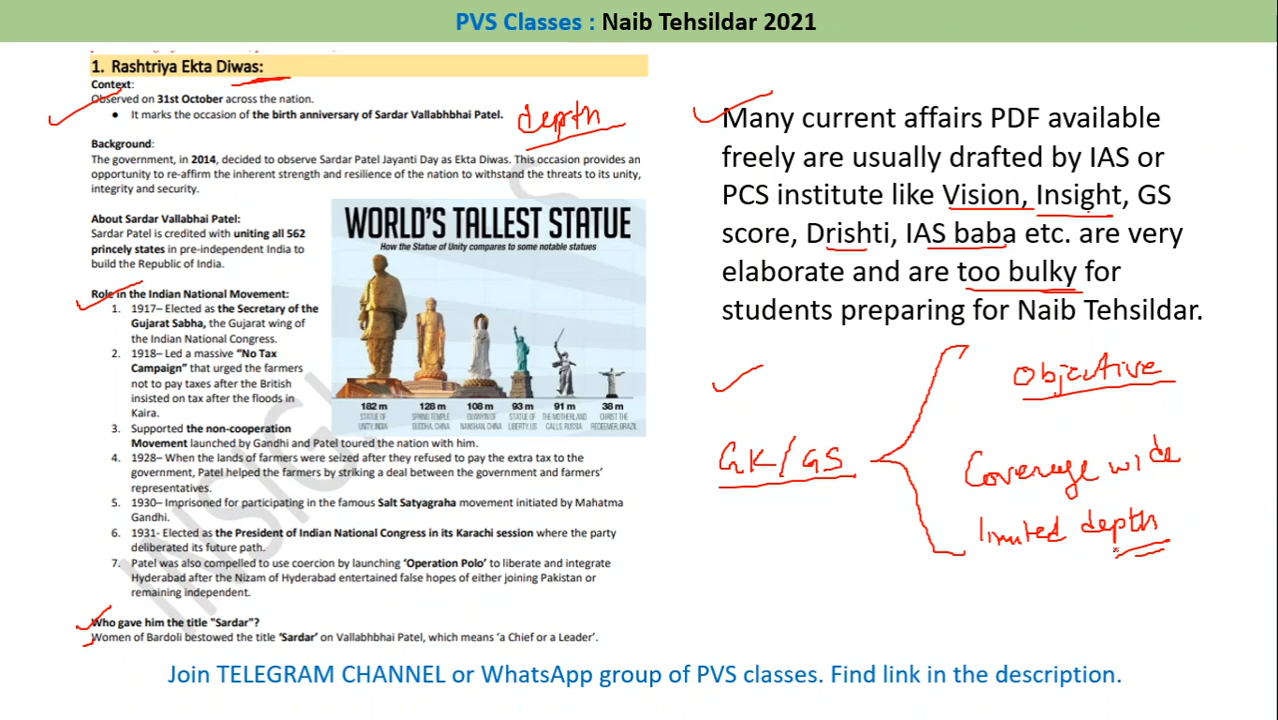 PVS Classes : Naib Tehsildar 2021
1. Rashtriya Ekta Diwas:
Context:
Observed on 31st October across the nation.
• It marks the occasion of the birth anniversary of Sardar Vallabhbhai Patel.
depth
Background:
The government, in 2014, decided to observe Sardar Patel Jayanti Day as Ekta Diwas. This occasion provides an
opportunity to re-affirm the inherent strength and resilience of the nation to withstand the threats to its unity,
integrity and security.
About Sardar Vallabhai Patel:
Sardar Patel is credited with uniting all 562
princely states in pre-independent India to
build the Republic of India.
Role in the Indian National Movement:
1. 1917– Elected as the Secretary of the
Gujarat Sabha, the Gujarat wing of
the Indian National Congress.
2. 1918– Led a massive “No Tax
Campaign” that urged the farmers
not to pay taxes after the British
insisted on tax after the floods in
Kaira.
3. Supported the non-cooperation
Movement launched by Gandhi and Patel toured the nation with him.
4. 1928– When the lands of farmers were seized after they refused to pay the extra tax to the
government, Patel helped the farmers by striking a deal between the government and farmers’
representatives.
5. 1930– Imprisoned for participating in the famous Salt Satyagraha movement initiated by Mahatma
Gandhi.
6. 1931- Elected as the President of Indian National Congress in its Karachi session where the party
deliberated its future path.
7. Patel was also compelled to use coercion by launching ‘Operation Polo’ to liberate and integrate
Hyderabad after the Nizam of Hyderabad entertained false hopes of either joining Pakistan or
remaining independent.
Who gave him the title "Sardar"?
Women of Bardoli bestowed the title ‘Sardar’ on Vallabhbhai Patel, which means ‘a Chief or a Leader’.
WORLD'S TALLEST STATUE
How the Statue of Unity compares to some notable statues
182 m 128 m 108 m 93 m 91 m 38 m
STATUE OF SPRING TEMPLE STATUE OF THE MOTHERLAND CHRIST THE
UNITY, INDIA BUDDHA, CHINA NANSHAN, CHINA LIBERTY, US CALLS, RUSSIA REDEEMER, BRAZIL
INSIGH
Many current affairs PDF available
freely are usually drafted by IAS or
PCS institute like Vision, Insight, GS
score, Drishti, IAS baba etc. are very
elaborate and are too bulky for
students preparing for Naib Tehsildar.
GK/GS
Objective
Coverage wide
limited depth
Join TELEGRAM CHANNEL or WhatsApp group of PVS classes. Find link in the description.